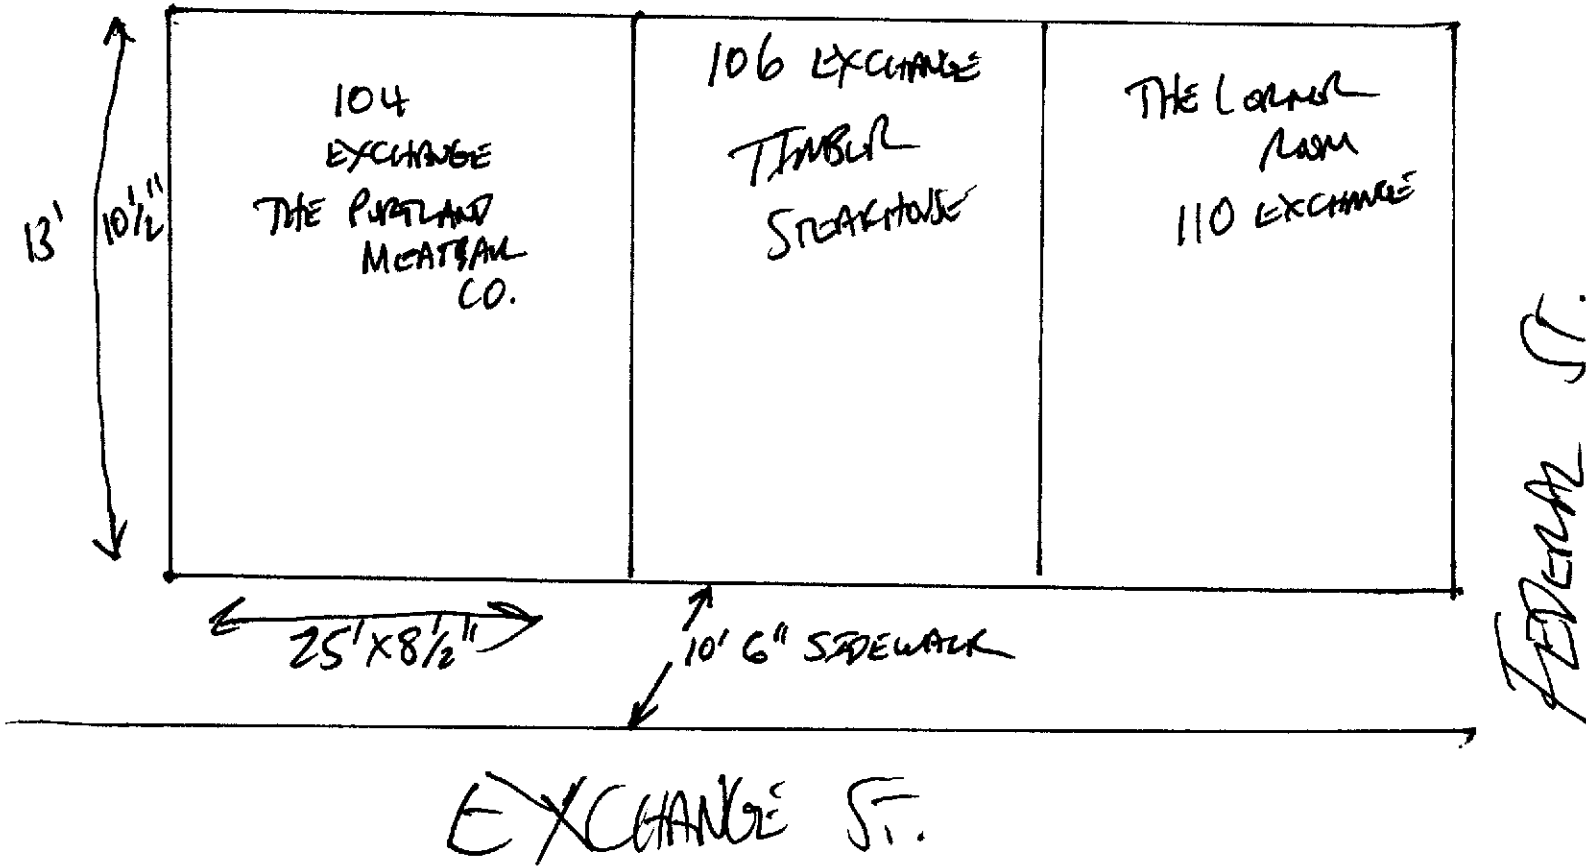 104
EXCHANGE
THE PORTLAND
MEATBAR
CO.
106 EXCHANGE
TIMBER
STEAKHOUSE
THE CORNER
ROOM
110 EXCHANGE
13'
10 1/2"
25' X 8 1/2"
10' 6" SIDEWALK
FEDERAL ST.
EXCHANGE ST.